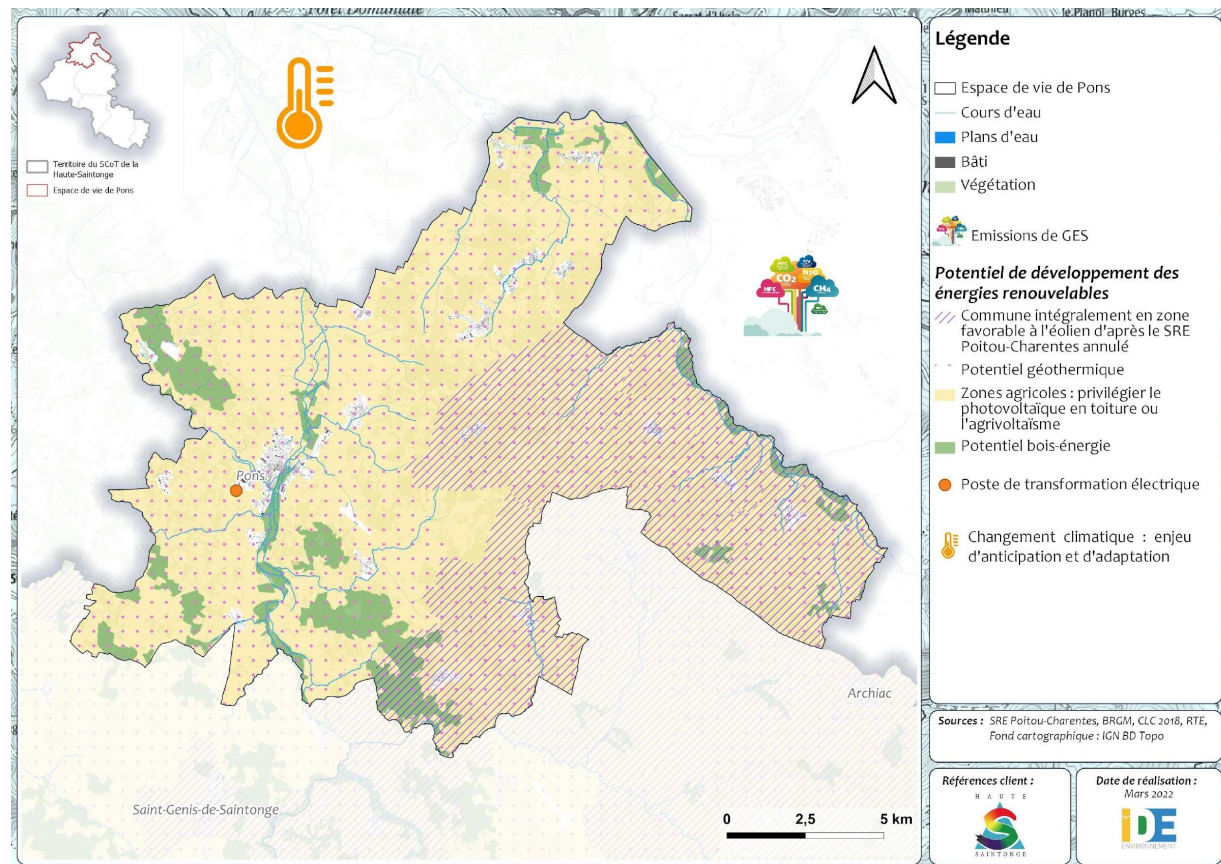 Territoire du SCoT de la
Haute-Saintonge
Espace de vie de Pons
Pons
Archiac
Saint-Genis-de-Saintonge
0 2,5 5 km
CO2
N2O
HFC
CH4
Légende
Espace de vie de Pons
Cours d'eau
Plans d'eau
Bâti
Végétation
Emissions de GES
Potentiel de développement des
énergies renouvelables
Commune intégralement en zone
favorable à l'éolien d'après le SRE
Poitou-Charentes annulé
Potentiel géothermique
Zones agricoles : privilégier le
photovoltaïque en toiture ou
l'agrivoltaïsme
Potentiel bois-énergie
Poste de transformation électrique
Changement climatique : enjeu
d'anticipation et d'adaptation
Sources : SRE Poitou-Charentes, BRGM, CLC 2018, RTE,
Fond cartographique : IGN BD Topo
Références client :
HAUTE
SAINTONGE
Date de réalisation :
Mars 2022
iDE
ENVIRONNEMENT